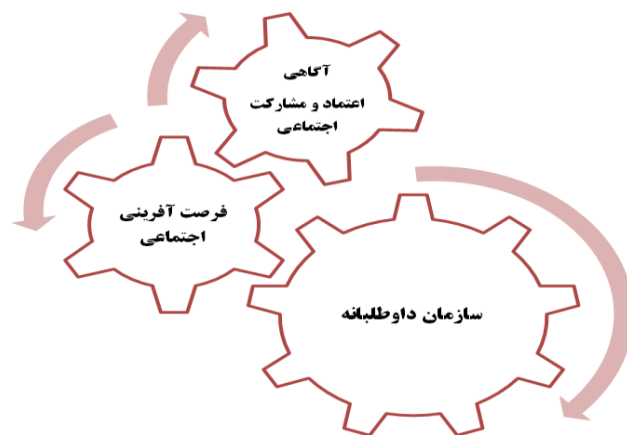 آگاهی
اعتماد و مشارکت
اجتماعی
فرصت آفرینی
اجتماعی
سازمان داوطلبانه